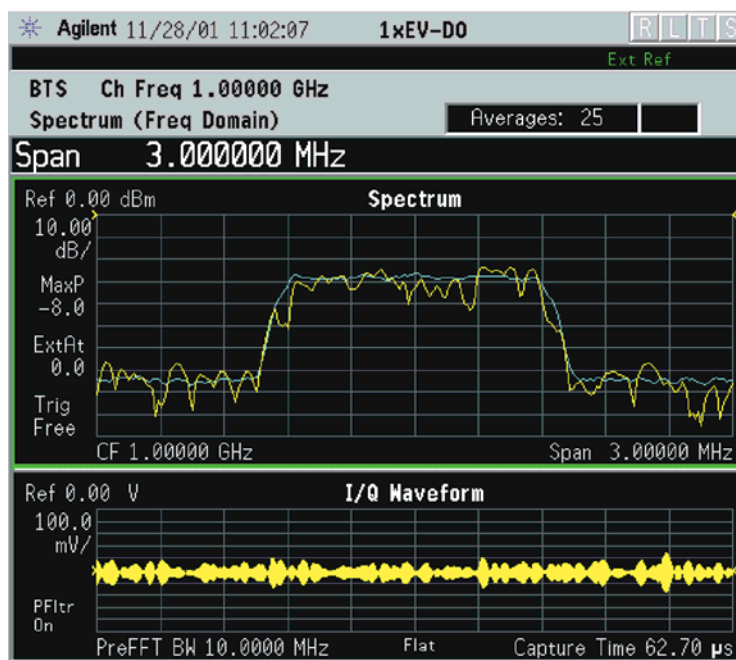 Agilent 11/28/01 11:02:07 1xEV-DO R L T S
Ext Ref
BTS Ch Freq 1.00000 GHz
Spectrum (Freq Domain) Averages: 25
Span 3.000000 MHz
Ref 0.00 dBm Spectrum
10.00
dB/
MaxP
-8.0
ExtAt
0.0
Trig
Free
CF 1.00000 GHz Span 3.00000 MHz
Ref 0.00 V I/Q Waveform
100.0
mV/
PFltr
On
PreFFT BW 10.0000 MHz Flat Capture Time 62.70 µs